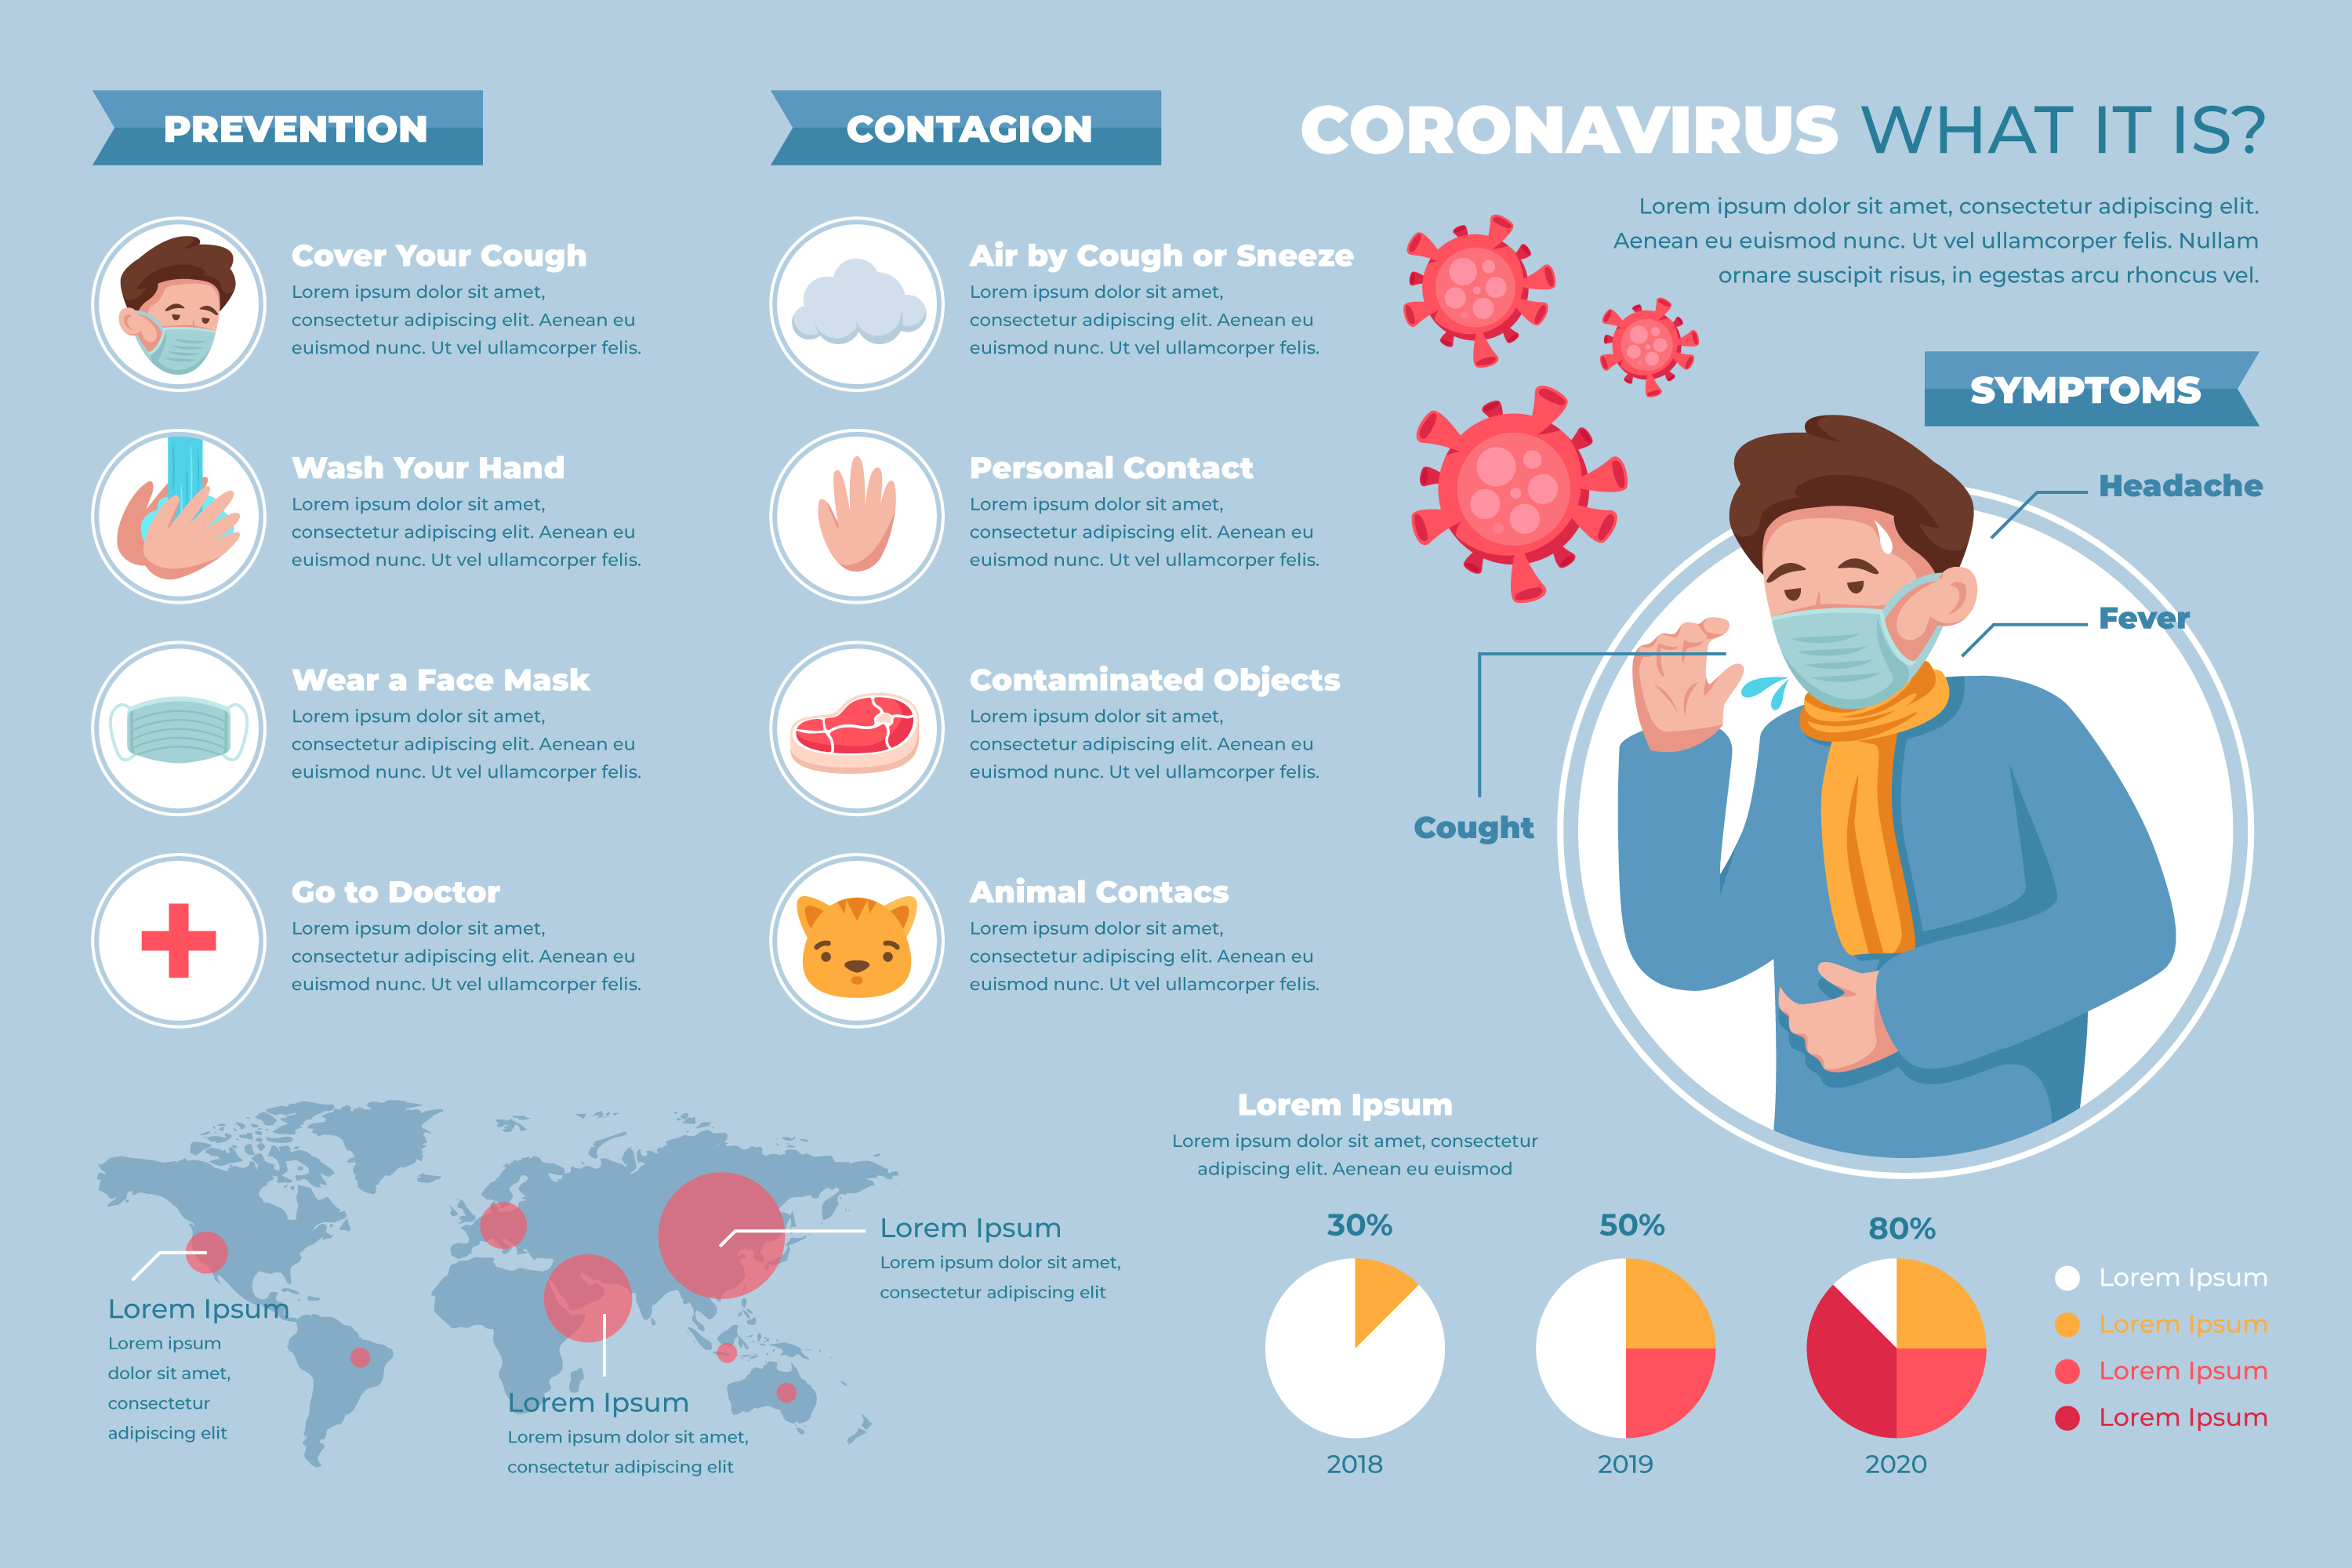 PREVENTION
Cover Your Cough
Lorem ipsum dolor sit amet,
consectetur adipiscing elit. Aenean eu
euismod nunc. Ut vel ullamcorper felis.
Wash Your Hand
Lorem ipsum dolor sit amet,
consectetur adipiscing elit. Aenean eu
euismod nunc. Ut vel ullamcorper felis.
Wear a Face Mask
Lorem ipsum dolor sit amet,
consectetur adipiscing elit. Aenean eu
euismod nunc. Ut vel ullamcorper felis.
Go to Doctor
Lorem ipsum dolor sit amet,
consectetur adipiscing elit. Aenean eu
euismod nunc. Ut vel ullamcorper felis.
CONTAGION
Air by Cough or Sneeze
Lorem ipsum dolor sit amet,
consectetur adipiscing elit. Aenean eu
euismod nunc. Ut vel ullamcorper felis.
Personal Contact
Lorem ipsum dolor sit amet,
consectetur adipiscing elit. Aenean eu
euismod nunc. Ut vel ullamcorper felis.
Contaminated Objects
Lorem ipsum dolor sit amet,
consectetur adipiscing elit. Aenean eu
euismod nunc. Ut vel ullamcorper felis.
Animal Contacs
Lorem ipsum dolor sit amet,
consectetur adipiscing elit. Aenean eu
euismod nunc. Ut vel ullamcorper felis.
CORONAVIRUS WHAT IT IS?
Lorem ipsum dolor sit amet, consectetur adipiscing elit.
Aenean eu euismod nunc. Ut vel ullamcorper felis. Nullam
ornare suscipit risus, in egestas arcu rhoncus vel.
SYMPTOMS
Headache
Fever
Cought
Lorem Ipsum
Lorem ipsum
dolor sit amet,
consectetur
adipiscing elit
Lorem Ipsum
Lorem ipsum dolor sit amet,
consectetur adipiscing elit
Lorem Ipsum
Lorem ipsum dolor sit amet,
consectetur adipiscing elit
Lorem Ipsum
Lorem ipsum dolor sit amet, consectetur
adipiscing elit. Aenean eu euismod
30%
50%
80%
2018
2019
2020
Lorem Ipsum
Lorem Ipsum
Lorem Ipsum
Lorem Ipsum